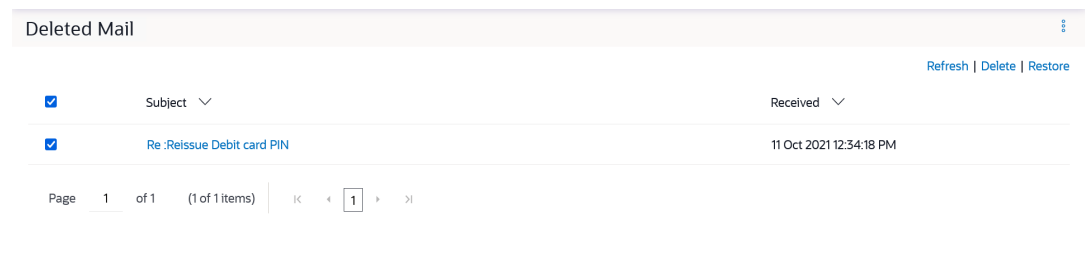 Deleted Mail
Refresh | Delete | Restore
Subject Received
Re :Reissue Debit card PIN 11 Oct 2021 12:34:18 PM
Page 1 of 1 (1 of 1 items) 1